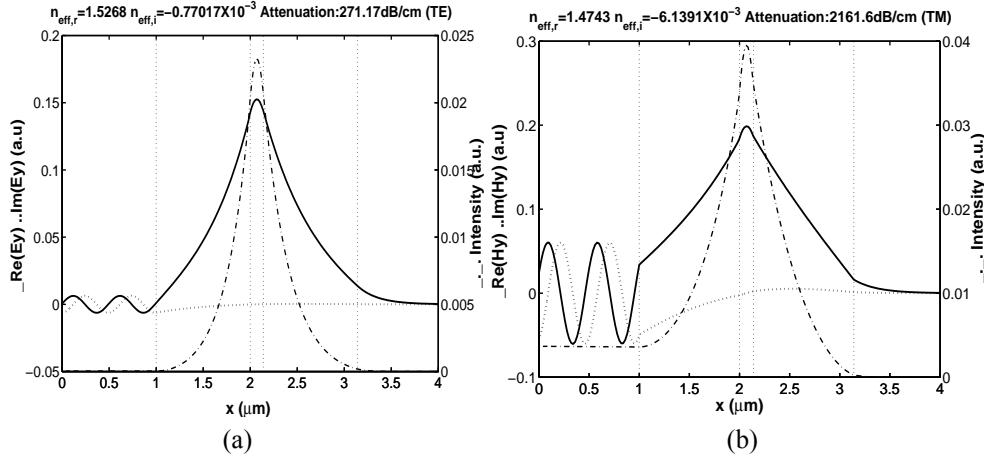 n_eff,r=1.5268 n_eff,i=−0.77017X10^−3 Attenuation:271.17dB/cm (TE)
0.2
0.15
0.1
0.05
0
−0.05
_Re(Ey) ..Im(Ey) (a.u)
0.025
0.02
0.015
0.01
0.005
0
_._. Intensity (a.u.)
0 0.5 1 1.5 2 2.5 3 3.5 4
x (μm)
(a)
n_eff,r=1.4743 n_eff,i=−6.1391X10^−3 Attenuation:2161.6dB/cm (TM)
0.3
0.2
0.1
0
−0.1
_Re(Hy) ..Im(Hy) (a.u)
0.04
0.03
0.02
0.01
0
_._. Intensity (a.u.)
0 0.5 1 1.5 2 2.5 3 3.5 4
x (μm)
(b)